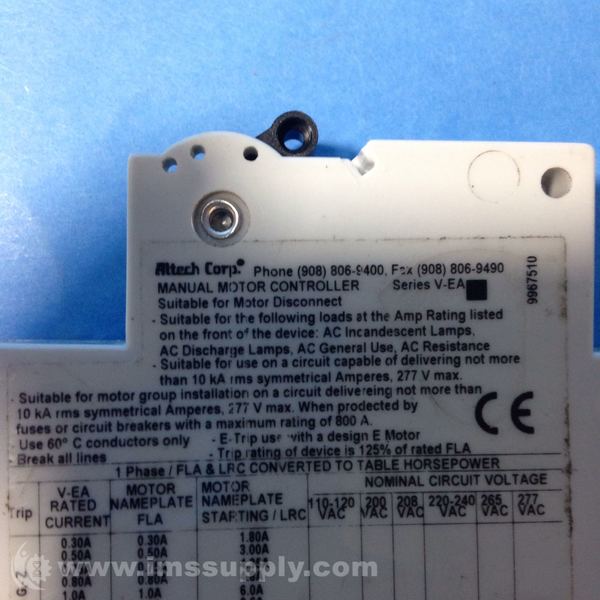 Altech Corp.® Phone (908) 806-9400, Fax (908) 806-9490
MANUAL MOTOR CONTROLLER Series V-EA
Suitable for Motor Disconnect
- Suitable for the following loads at the Amp Rating listed
on the front of the device: AC Incandescent Lamps,
AC Discharge Lamps, AC General Use, AC Resistance
- Suitable for use on a circuit capable of delivering not more
than 10 kA rms symmetrical Amperes, 277 V max.
- Suitable for motor group installation on a circuit delivereing not more than
10 kA rms symmetrical Amperes, 277 V max. When prodected by
fuses or circuit breakers with a maximum rating of 800 A.
Use 60° C conductors only - E-Trip use with a design E Motor
Break all lines - Trip rating of device is 125% of rated FLA
9967510
CE
1 Phase / FLA & LRC CONVERTED TO TABLE HORSEPOWER
Trip V-EA RATED CURRENT MOTOR NAMEPLATE FLA MOTOR NAMEPLATE STARTING / LRC NOMINAL CIRCUIT VOLTAGE
110-120 VAC 200 VAC 208 VAC 220-240 VAC 265 VAC 277 VAC
0.30A 0.30A 1.80A
0.50A 0.50A 3.00A
0.80A 0.80A
1.0A 1.0A 6.0A
G, Z
www.imssupply.com